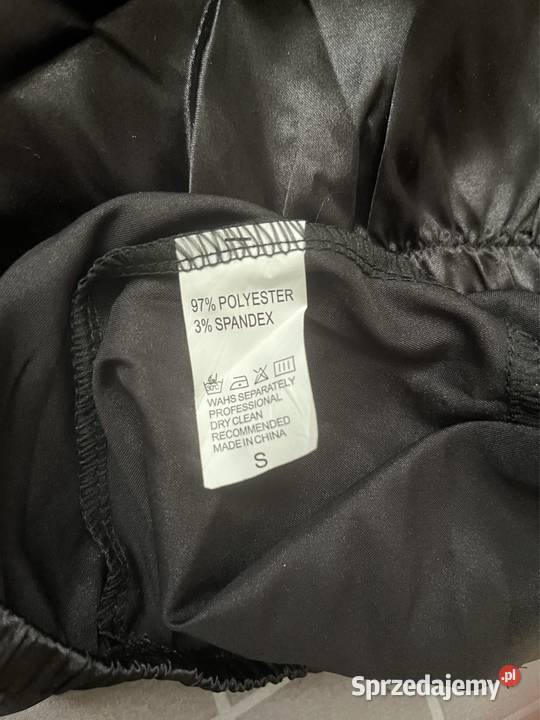 97% POLYESTER
3% SPANDEX
WAHS SEPARATELY
PROFESSIONAL
DRY CLEAN
RECOMMENDED
MADE IN CHINA
S
Sprzedajemy.pl